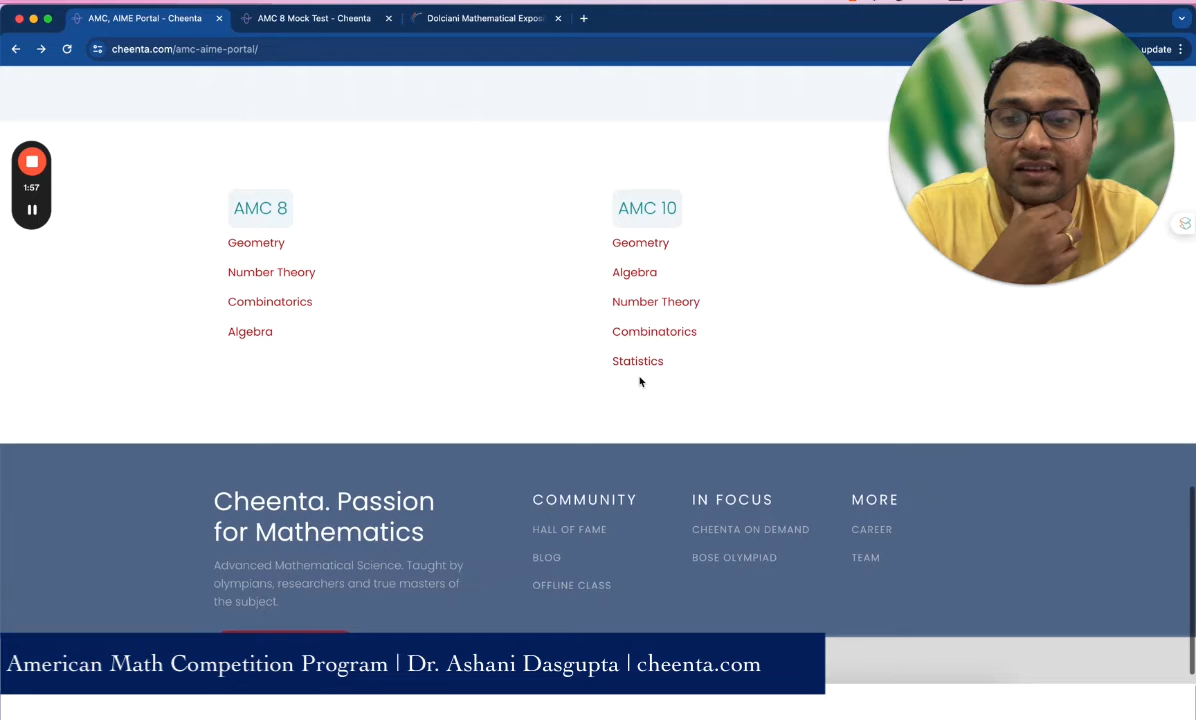 AMC, AIME Portal - Cheenta
AMC 8 Mock Test - Cheenta
Dolciani Mathematical Exposi
cheenta.com/amc-aime-portal/
update
1:57
AMC 8
Geometry
Number Theory
Combinatorics
Algebra
AMC 10
Geometry
Algebra
Number Theory
Combinatorics
Statistics
Cheenta. Passion
for Mathematics
Advanced Mathematical Science. Taught by
olympians, researchers and true masters of
the subject.
COMMUNITY
HALL OF FAME
BLOG
OFFLINE CLASS
IN FOCUS
CHEENTA ON DEMAND
BOSE OLYMPIAD
MORE
CAREER
TEAM
American Math Competition Program | Dr. Ashani Dasgupta | cheenta.com